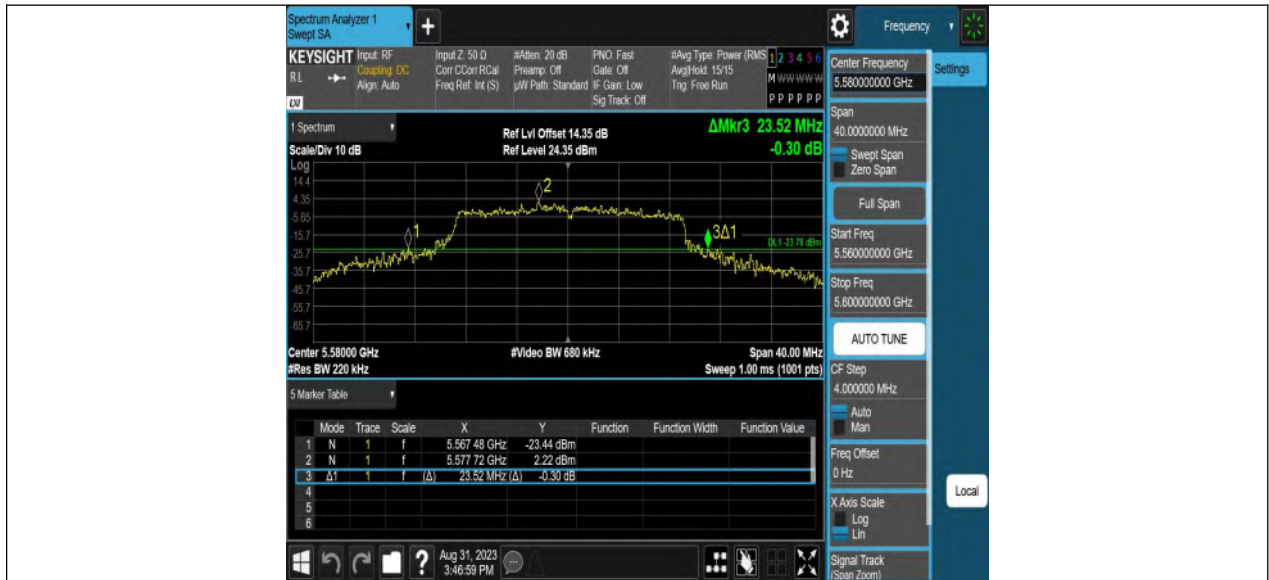 Spectrum Analyzer 1
Swept SA
+
Frequency
KEYSIGHT
RL
LXI
Input: RF
Coupling: DC
Align: Auto
Input Z: 50 Ω
Corr CCorr RCal
Freq Ref: Int (S)
#Atten: 20 dB
Preamp: Off
µW Path: Standard
PNO: Fast
Gate: Off
IF Gain: Low
Sig Track: Off
#Avg Type: Power (RMS
Avg|Hold: 15/15
Trig: Free Run
1 2 3 4 5 6
M W W W W W
P P P P P P
1 Spectrum
Scale/Div 10 dB
Ref Lvl Offset 14.35 dB
Ref Level 24.35 dBm
ΔMkr3 23.52 MHz
-0.30 dB
Log
14.4
4.35
-5.65
-15.7
-25.7
-35.7
-45.7
-55.7
-65.7
1
2
3Δ1
DL1 -23.78 dBm
Center 5.58000 GHz
#Video BW 680 kHz
Span 40.00 MHz
#Res BW 220 kHz
Sweep 1.00 ms (1001 pts)
5 Marker Table
Mode Trace Scale X Y Function Function Width Function Value
1 N 1 f 5.567 48 GHz -23.44 dBm
2 N 1 f 5.577 72 GHz 2.22 dBm
3 Δ1 1 f (Δ) 23.52 MHz (Δ) -0.30 dB
4
5
6
?
Aug 31, 2023
3:46:59 PM
Center Frequency
5.580000000 GHz
Settings
Span
40.0000000 MHz
Swept Span
Zero Span
Full Span
Start Freq
5.560000000 GHz
Stop Freq
5.600000000 GHz
AUTO TUNE
CF Step
4.000000 MHz
Auto
Man
Freq Offset
0 Hz
X Axis Scale
Log
Lin
Local
Signal Track
(Span Zoom)